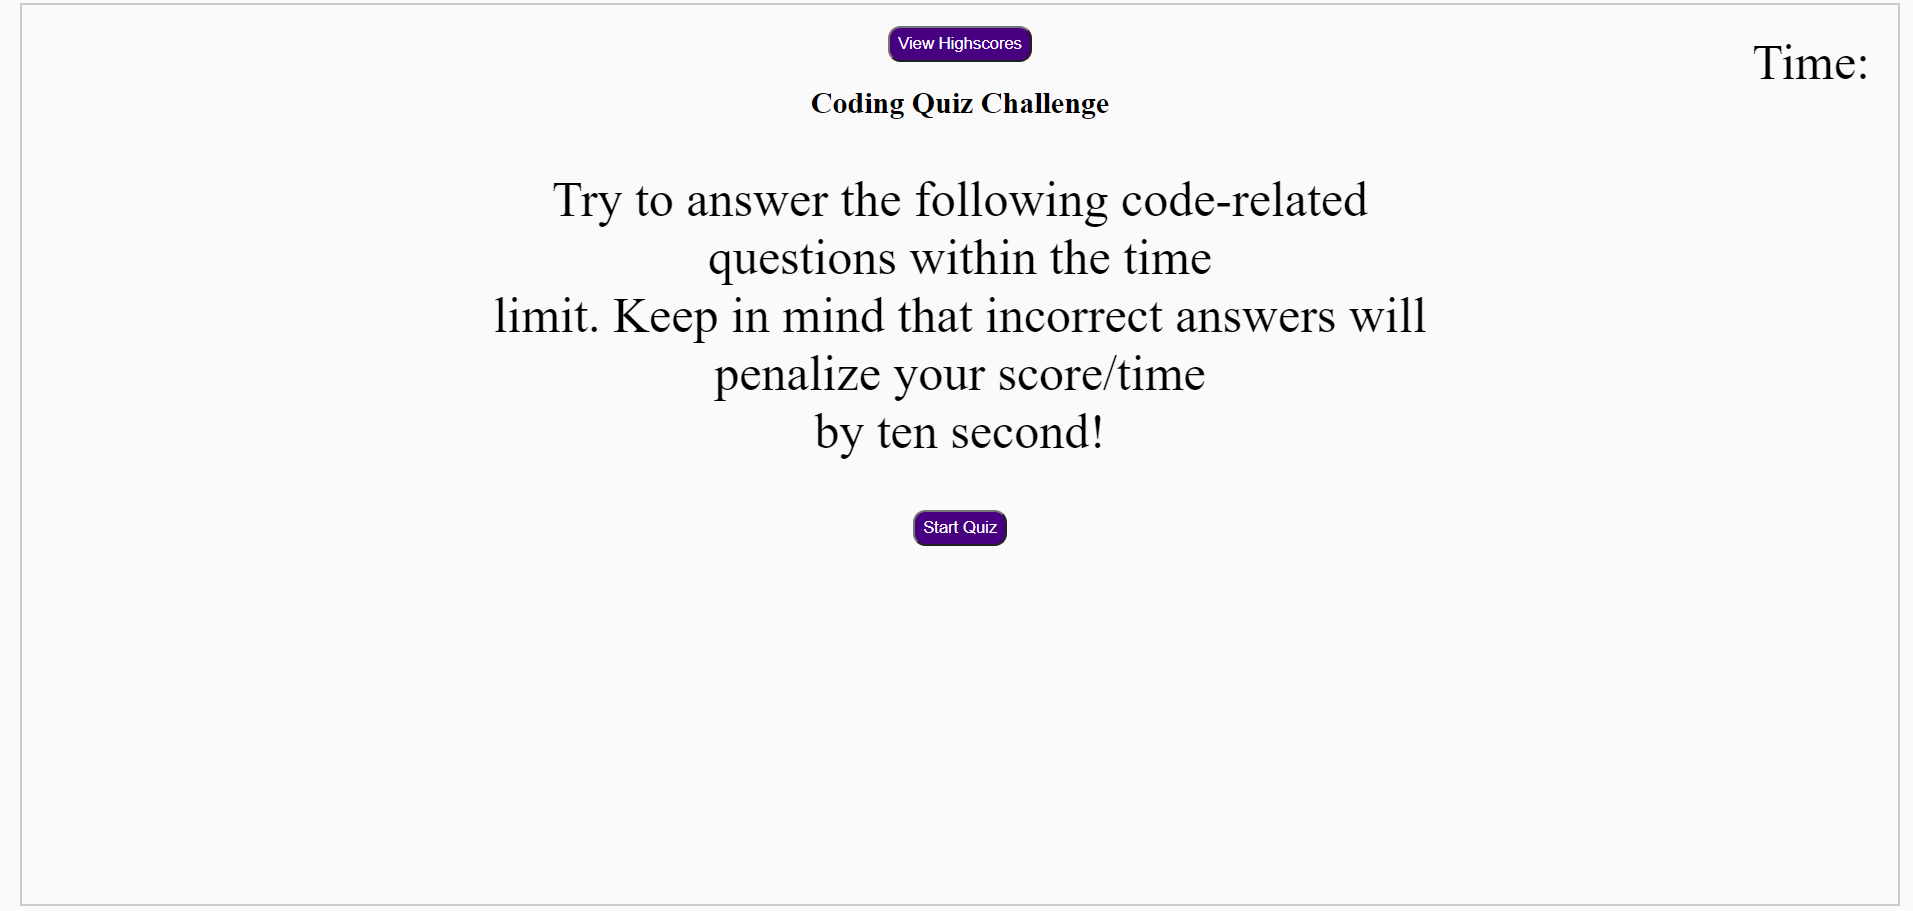 View Highscores
Time:
Coding Quiz Challenge
Try to answer the following code-related
questions within the time
limit. Keep in mind that incorrect answers will
penalize your score/time
by ten second!
Start Quiz